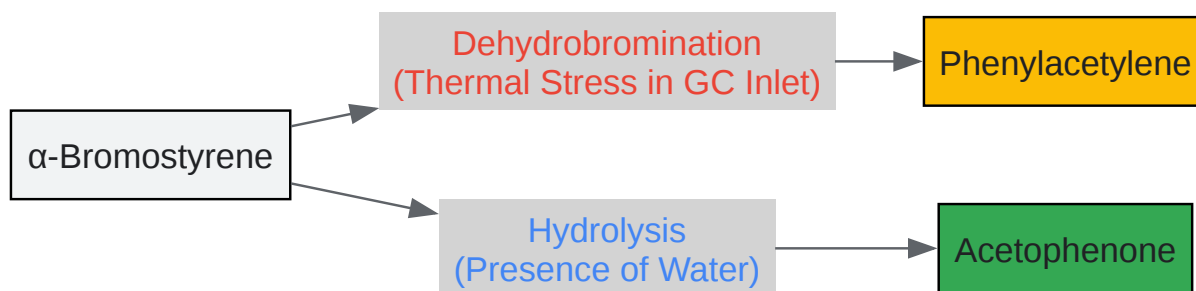 α-Bromostyrene
Dehydrobromination
(Thermal Stress in GC Inlet)
Phenylacetylene
Hydrolysis
(Presence of Water)
Acetophenone